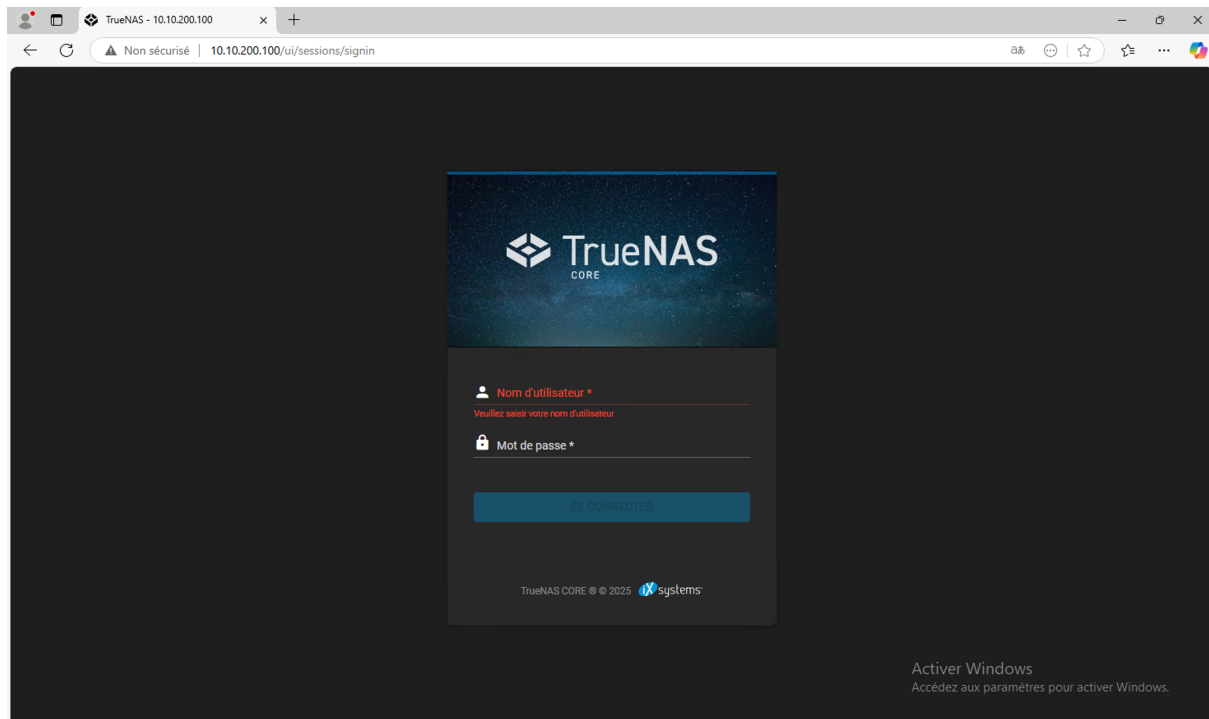 TrueNAS - 10.10.200.100
Non sécurisé | 10.10.200.100/ui/sessions/signin
TrueNAS
CORE
Nom d'utilisateur *
Veuillez saisir votre nom d'utilisateur
Mot de passe *
SE CONNECTER
TrueNAS CORE ® © 2025 iX systems
Activer Windows
Accédez aux paramètres pour activer Windows.